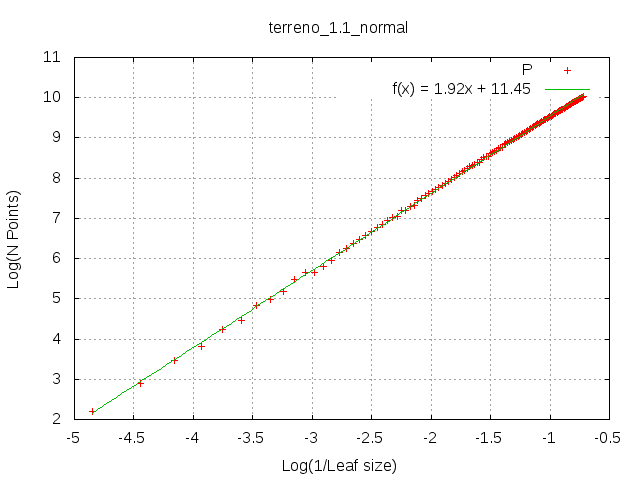 terreno_1.1_normal
11
10
9
8
7
6
5
4
3
2
P
f(x) = 1.92x + 11.45
Log(N Points)
-5 -4.5 -4 -3.5 -3 -2.5 -2 -1.5 -1 -0.5
Log(1/Leaf size)